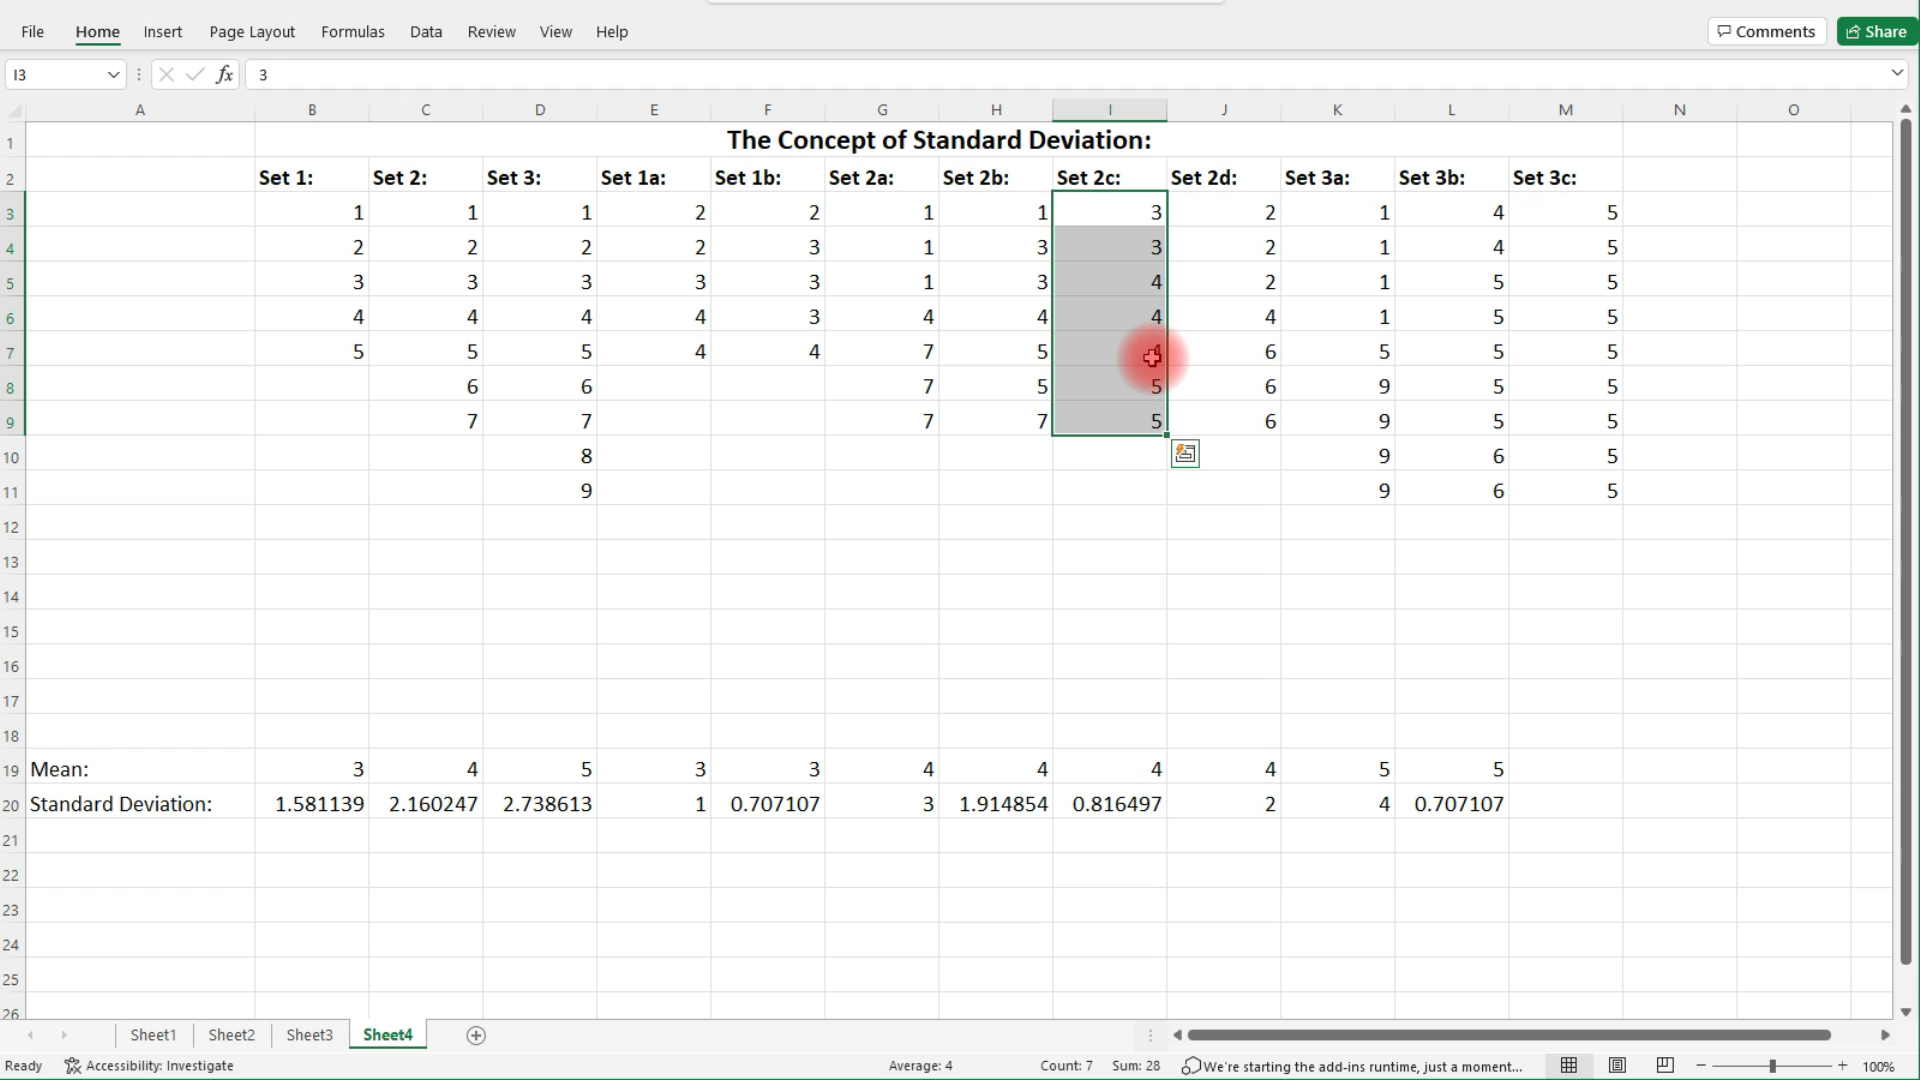 File Home Insert Page Layout Formulas Data Review View Help Comments Share
I3 fx 3
A B C D E F G H I J K L M N O
1 The Concept of Standard Deviation:
2 Set 1: Set 2: Set 3: Set 1a: Set 1b: Set 2a: Set 2b: Set 2c: Set 2d: Set 3a: Set 3b: Set 3c:
3 1 1 1 2 2 1 1 3 2 1 4 5
4 2 2 2 2 3 1 3 3 2 1 4 5
5 3 3 3 3 3 1 3 4 2 1 5 5
6 4 4 4 4 3 4 4 4 4 1 5 5
7 5 5 5 4 4 7 5 4 6 5 5 5
8 6 6 7 5 5 6 9 5 5
9 7 7 7 7 5 6 9 5 5
10 8 9 6 5
11 9 9 6 5
12
13
14
15
16
17
18
19 Mean: 3 4 5 3 3 4 4 4 4 5 5
20 Standard Deviation: 1.581139 2.160247 2.738613 1 0.707107 3 1.914854 0.816497 2 4 0.707107
21
22
23
24
25
26
Sheet1 Sheet2 Sheet3 Sheet4
Ready Accessibility: Investigate Average: 4 Count: 7 Sum: 28 We're starting the add-ins runtime, just a moment... 100%